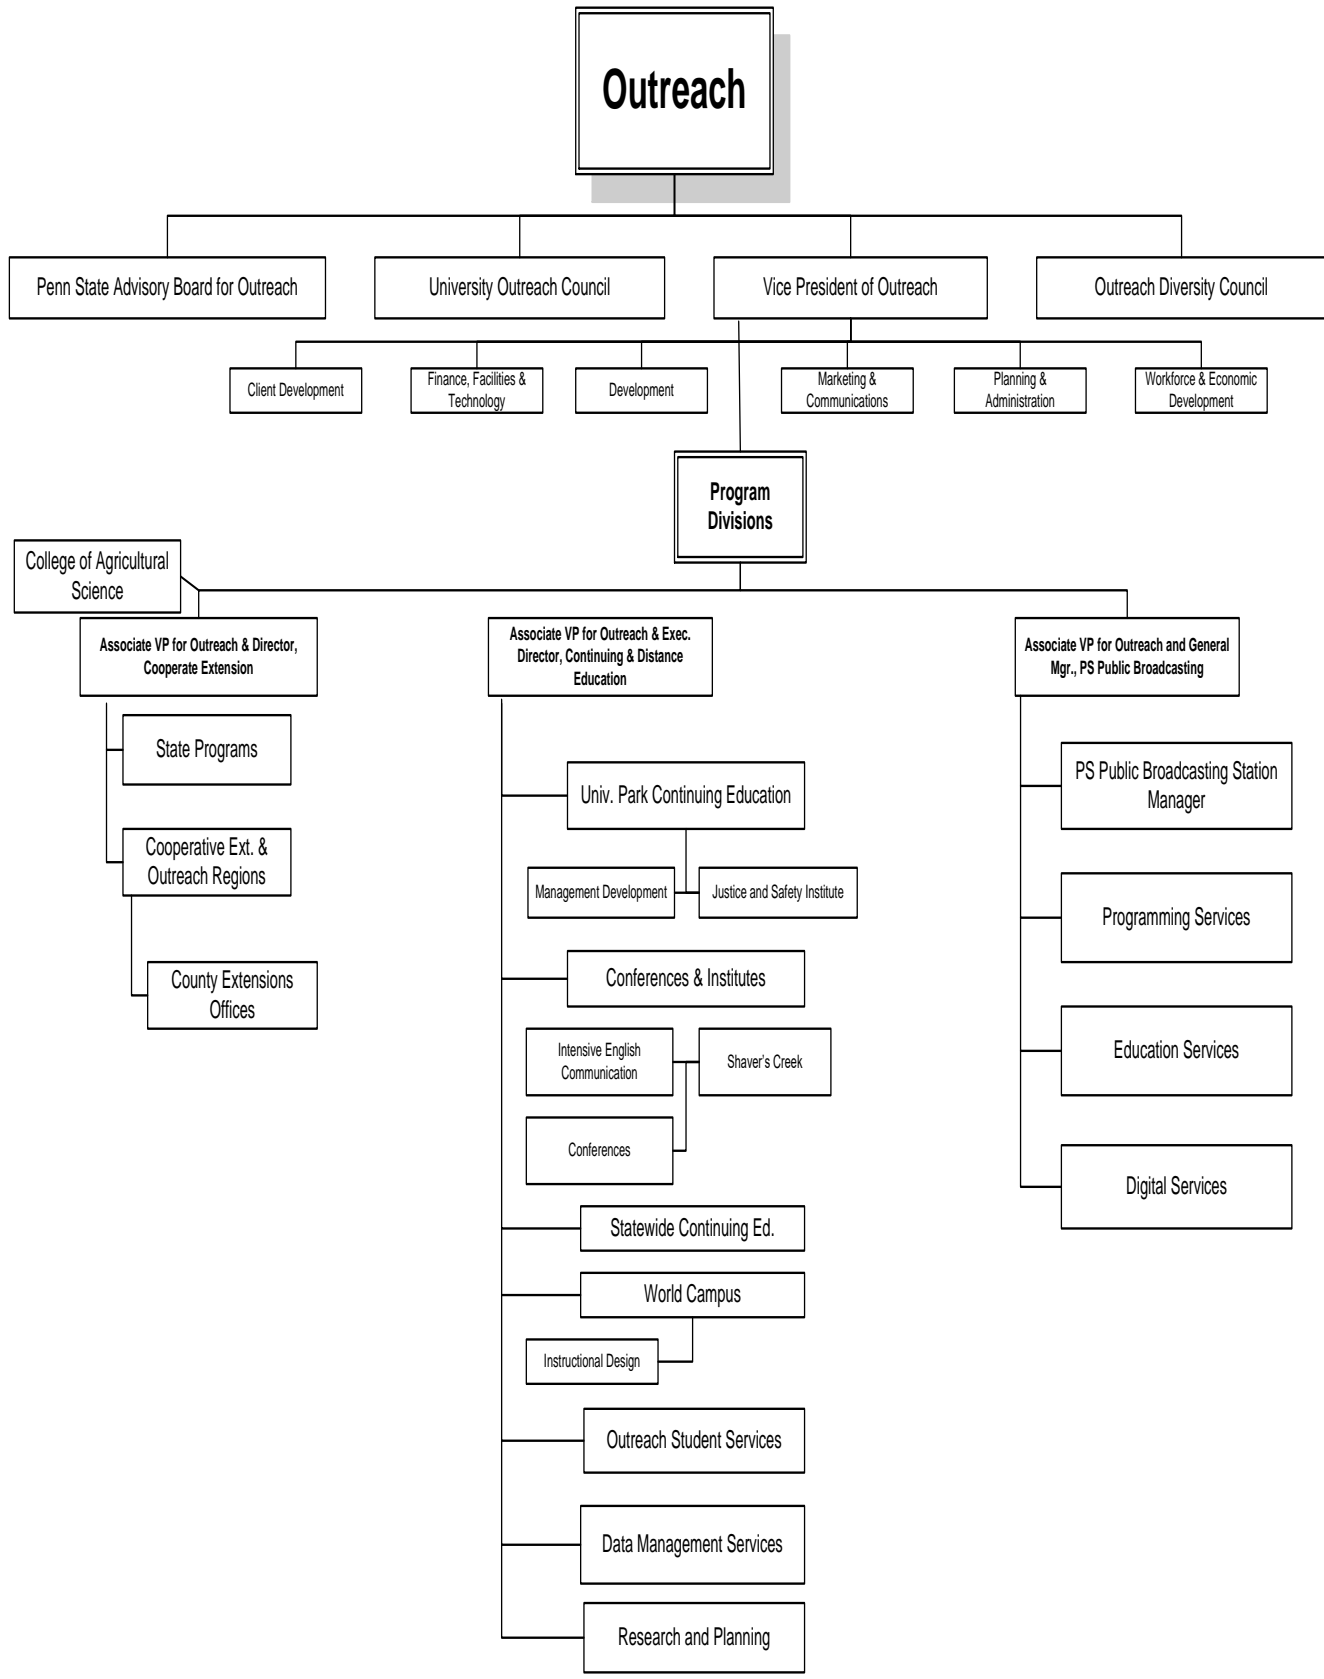 Outreach
Penn State Advisory Board for Outreach
University Outreach Council
Vice President of Outreach
Outreach Diversity Council
Client Development
Finance, Facilities &
Technology
Development
Marketing &
Communications
Planning &
Administration
Workforce & Economic
Development
Program
Divisions
College of Agricultural
Science
Associate VP for Outreach & Director,
Cooperate Extension
Associate VP for Outreach & Exec.
Director, Continuing & Distance
Education
Associate VP for Outreach and General
Mgr., PS Public Broadcasting
State Programs
Cooperative Ext. &
Outreach Regions
County Extensions
Offices
Univ. Park Continuing Education
Management Development
Justice and Safety Institute
Conferences & Institutes
Intensive English
Communication
Shaver's Creek
Conferences
Statewide Continuing Ed.
World Campus
Instructional Design
Outreach Student Services
Data Management Services
Research and Planning
PS Public Broadcasting Station
Manager
Programming Services
Education Services
Digital Services